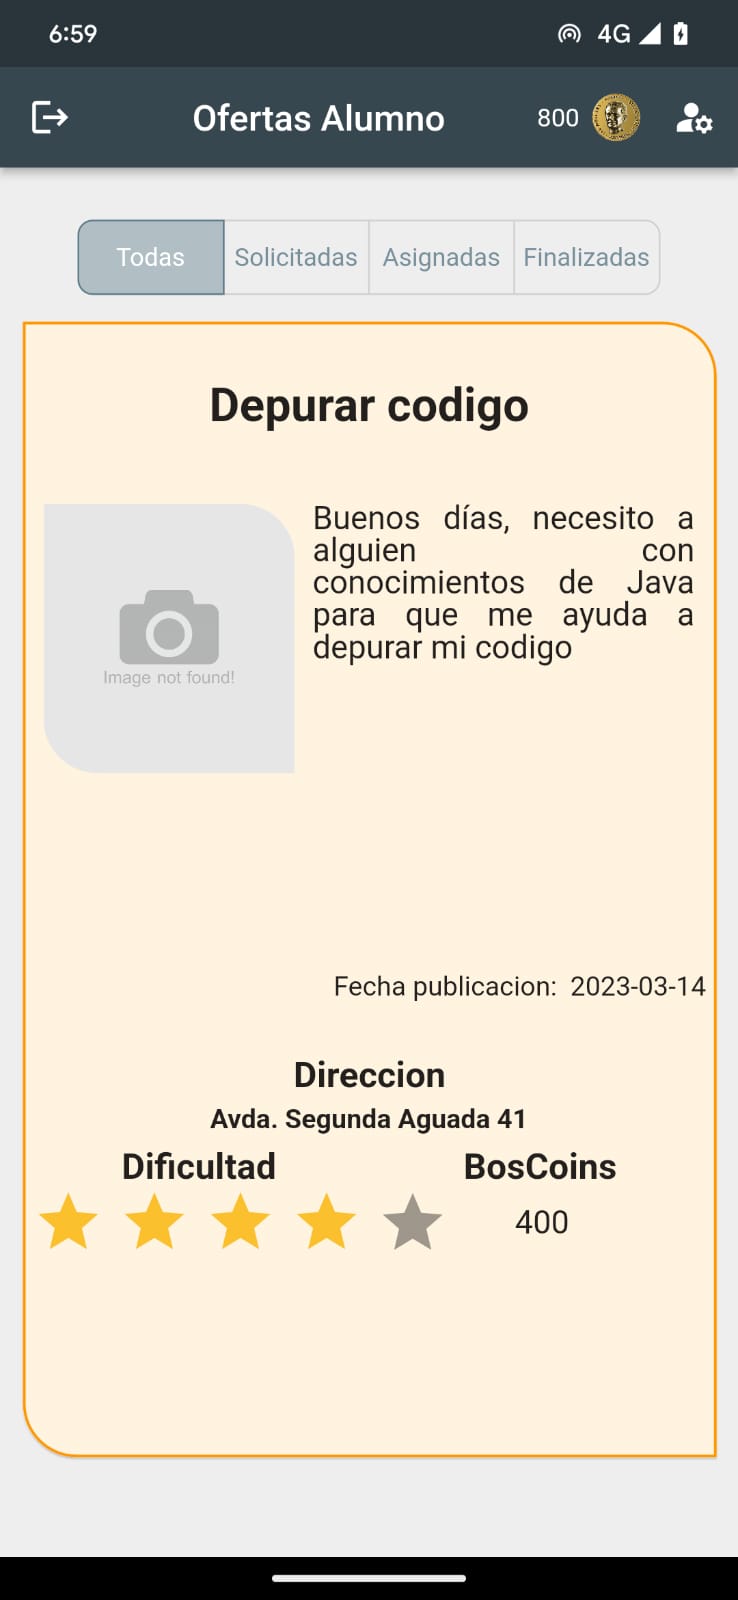 6:59
4G
Ofertas Alumno
800
Todas
Solicitadas
Asignadas
Finalizadas
Depurar codigo
Buenos días, necesito a
alguien con
conocimientos de Java
para que me ayuda a
depurar mi codigo
Image not found!
Fecha publicacion: 2023-03-14
Direccion
Avda. Segunda Aguada 41
Dificultad
BosCoins
400